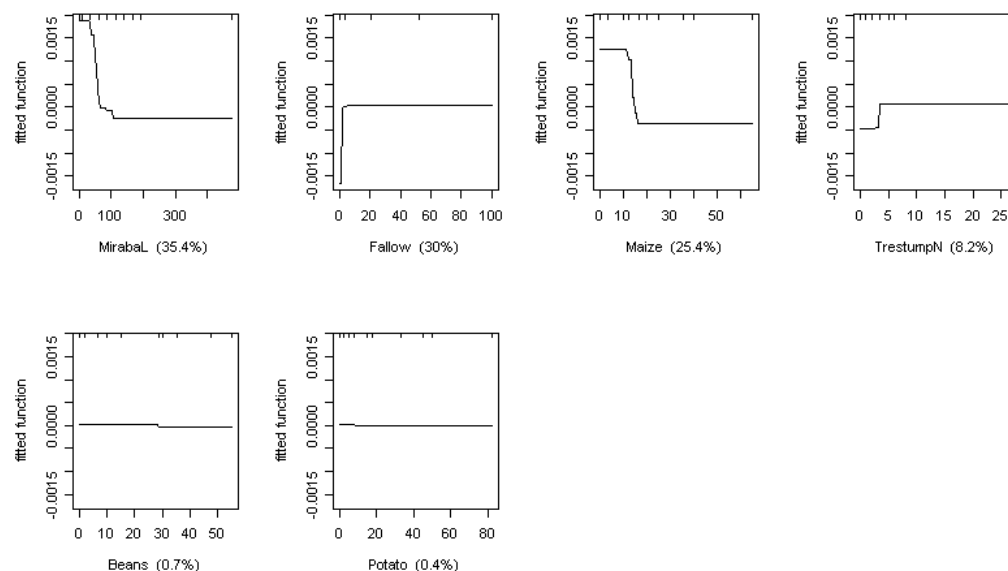 fitted function
-0.0015 0.0000 0.0015
0 100 300
MirabaL (35.4%)
fitted function
-0.0015 0.0000 0.0015
0 20 40 60 80 100
Fallow (30%)
fitted function
-0.0015 0.0000 0.0015
0 10 30 50
Maize (25.4%)
fitted function
-0.0015 0.0000 0.0015
0 5 10 15 20 25
TrestumpN (8.2%)
fitted function
-0.0015 0.0000 0.0015
0 10 20 30 40 50
Beans (0.7%)
fitted function
-0.0015 0.0000 0.0015
0 20 40 60 80
Potato (0.4%)